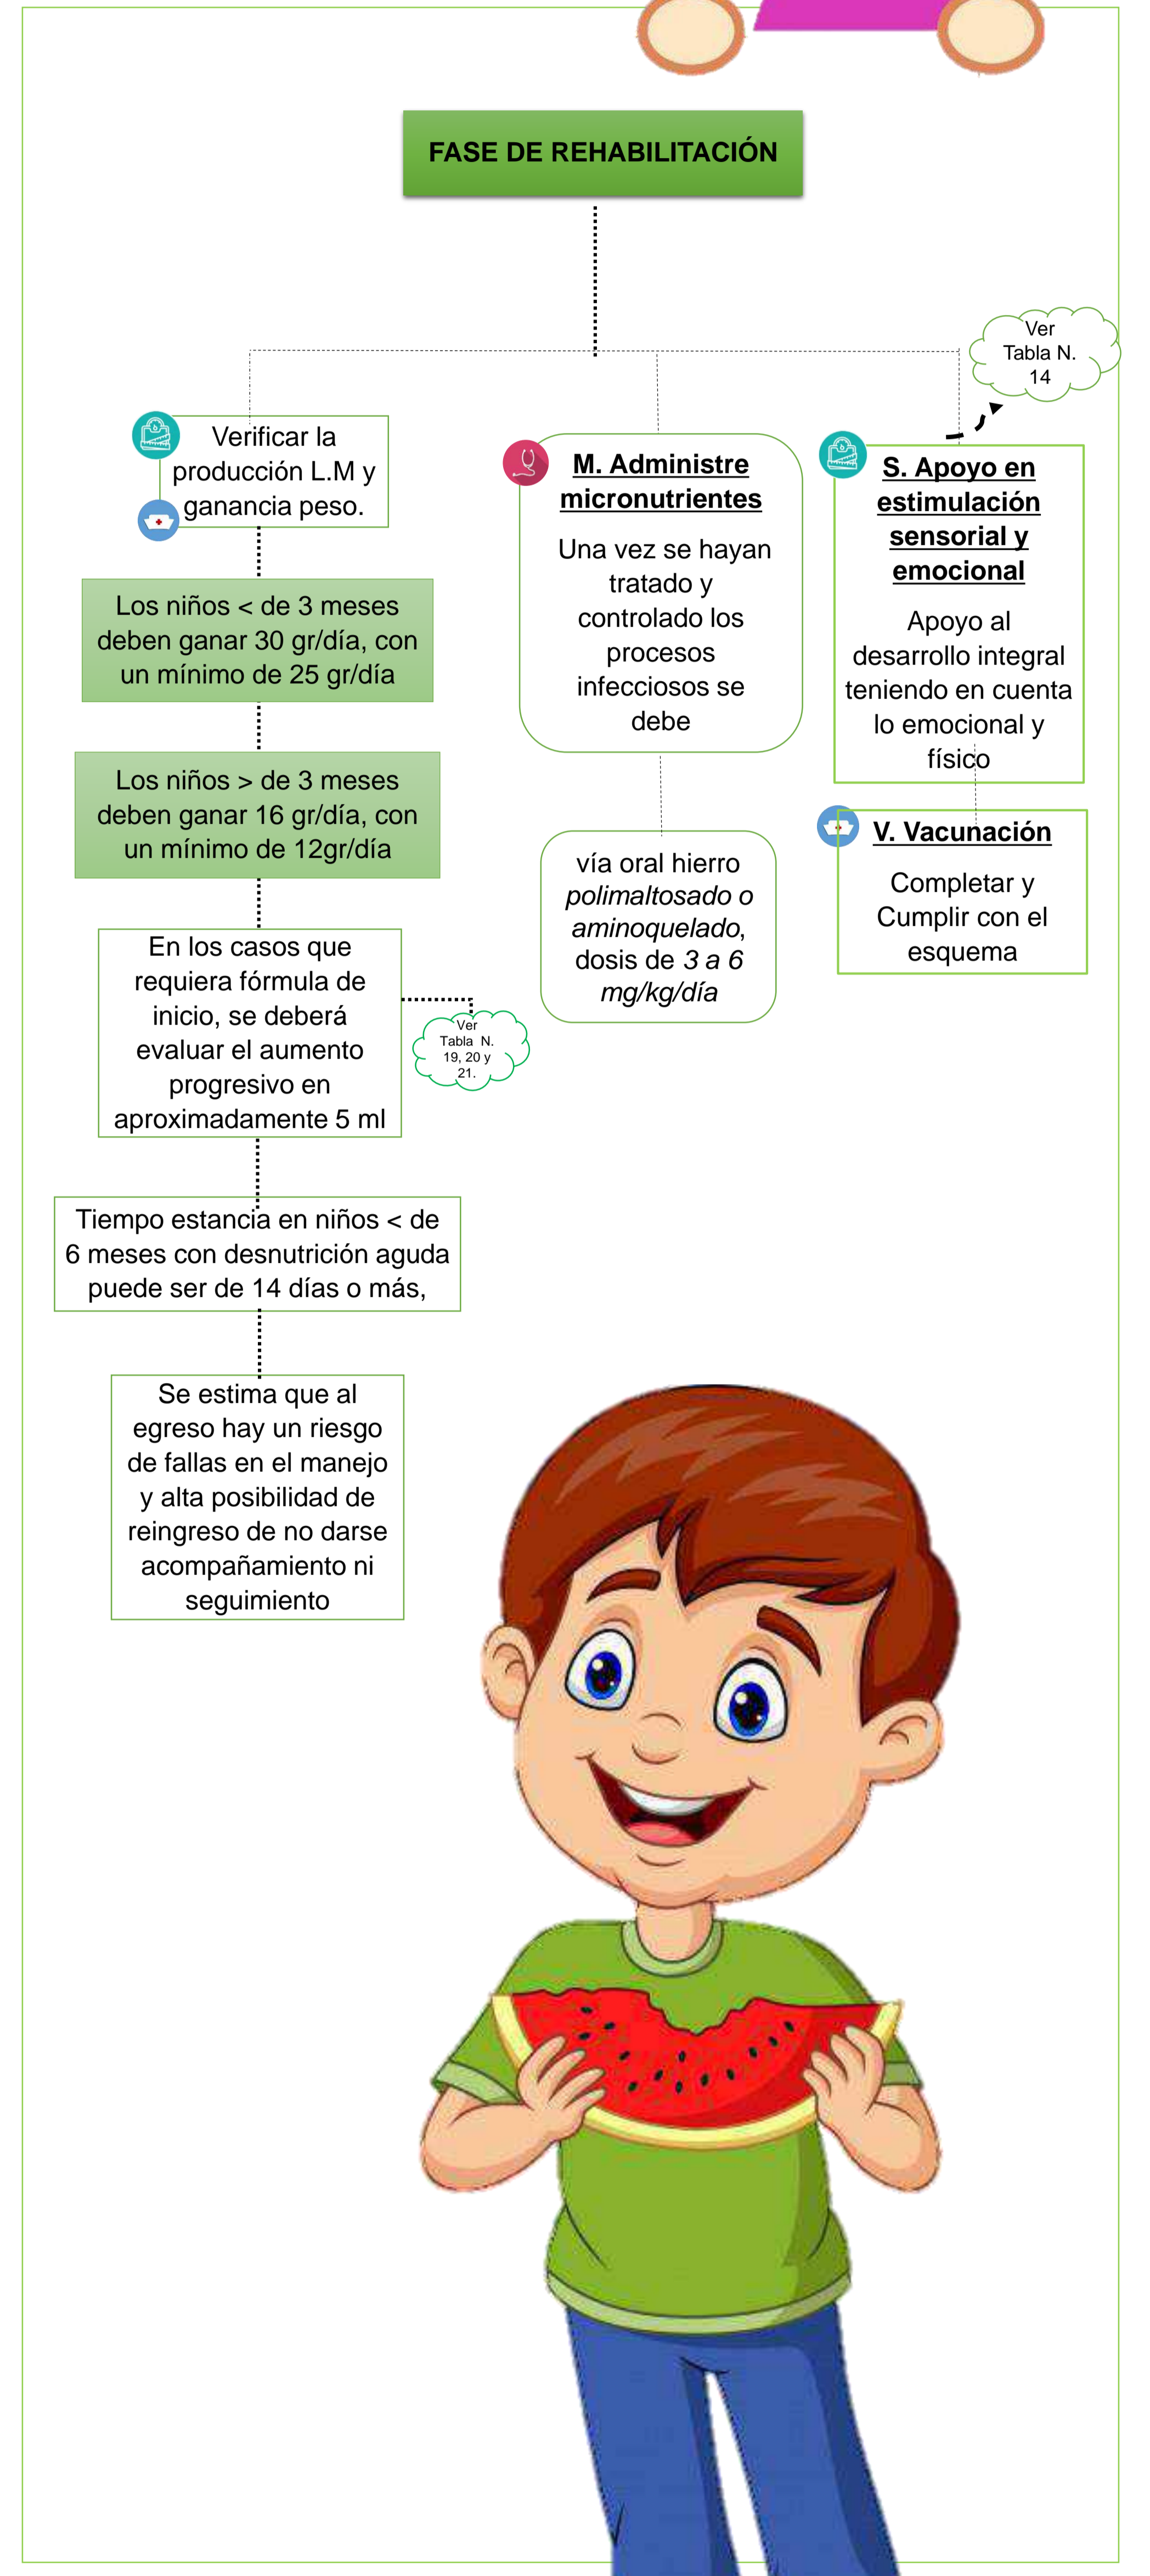 FASE DE REHABILITACIÓN
Ver
Tabla N.
14
Verificar la
producción L.M y
ganancia peso.
Los niños < de 3 meses
deben ganar 30 gr/día, con
un mínimo de 25 gr/día
Los niños > de 3 meses
deben ganar 16 gr/día, con
un mínimo de 12gr/día
En los casos que
requiera fórmula de
inicio, se deberá
evaluar el aumento
progresivo en
aproximadamente 5 ml
Ver
Tabla N.
19, 20 y
21.
Tiempo estancia en niños < de
6 meses con desnutrición aguda
puede ser de 14 días o más,
Se estima que al
egreso hay un riesgo
de fallas en el manejo
y alta posibilidad de
reingreso de no darse
acompañamiento ni
seguimiento
M. Administre
micronutrientes
Una vez se hayan
tratado y
controlado los
procesos
infecciosos se
debe
vía oral hierro
polimaltosado o
aminoquelado,
dosis de 3 a 6
mg/kg/día
S. Apoyo en
estimulación
sensorial y
emocional
Apoyo al
desarrollo integral
teniendo en cuenta
lo emocional y
físico
V. Vacunación
Completar y
Cumplir con el
esquema